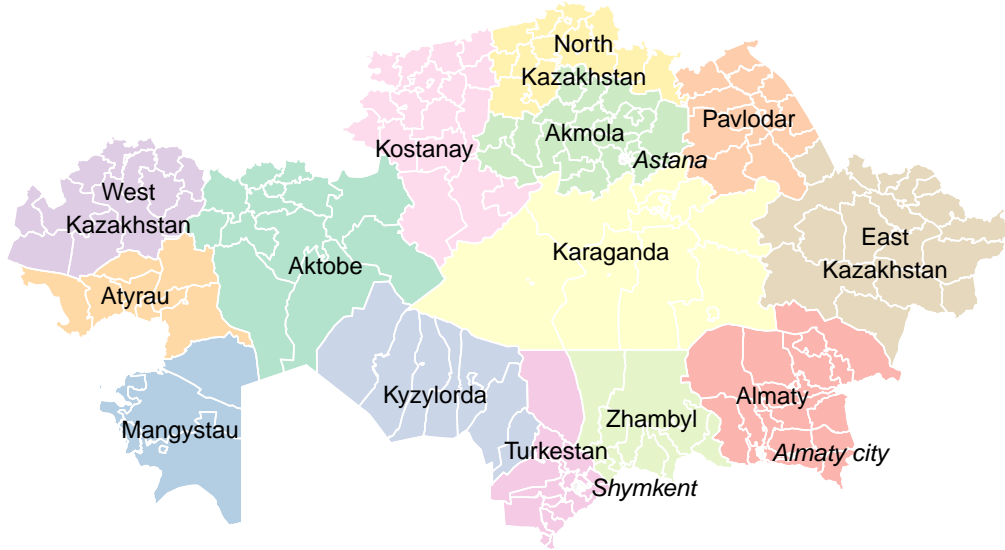 North
Kazakhstan
Pavlodar
Akmola
Kostanay
Astana
West
Kazakhstan
East
Kazakhstan
Karaganda
Aktobe
Atyrau
Kyzylorda
Almaty
Zhambyl
Mangystau
Turkestan
Almaty city
Shymkent